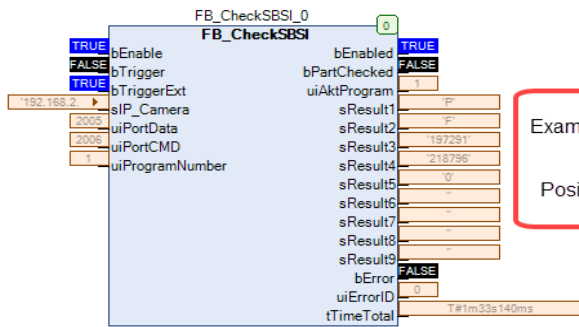 FB_CheckSBSI_0
0
FB_CheckSBSI
TRUE bEnable
bEnabled TRUE
FALSE bTrigger
bPartChecked FALSE
TRUE bTriggerExt
uiAktProgram 1
'192.168.2. sIP_Camera
sResult1 'P'
2005 uiPortData
sResult2 'F'
2006 uiPortCMD
sResult3 '197291'
1 uiProgramNumber
sResult4 '218796'
sResult5 '0'
sResult6 ''
sResult7 ''
sResult8 ''
sResult9 ''
bError FALSE
uiErrorID 0
tTimeTotal T#1m33s140ms
Exam
Posi